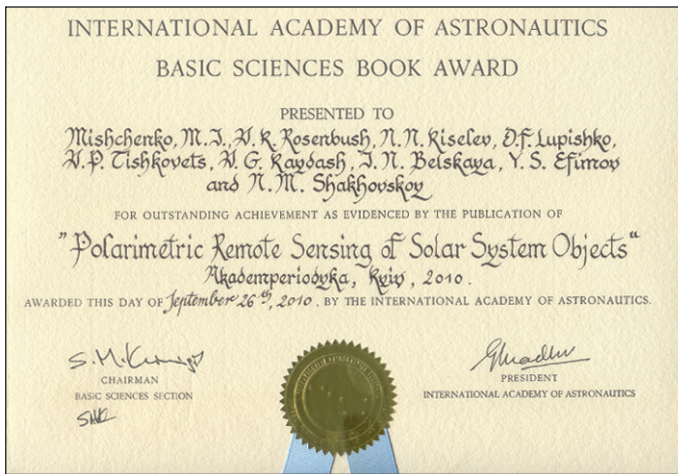 INTERNATIONAL ACADEMY OF ASTRONAUTICS
BASIC SCIENCES BOOK AWARD
PRESENTED TO
Mishchenko, M.I., V.K. Rosenbush, N.N. Kiselev, D.F. Lupishko,
V.P. Tishkovets, V.G. Kaydash, I.N. Belskaya, Y.S. Efimov
and N.M. Shakhovskoy
FOR OUTSTANDING ACHIEVEMENT AS EVIDENCED BY THE PUBLICATION OF
"Polarimetric Remote Sensing of Solar System Objects"
Akademperiodyka, Kyiv, 2010.
AWARDED THIS DAY OF September 26th, 2010. BY THE INTERNATIONAL ACADEMY OF ASTRONAUTICS.
CHAIRMAN
BASIC SCIENCES SECTION
PRESIDENT
INTERNATIONAL ACADEMY OF ASTRONAUTICS